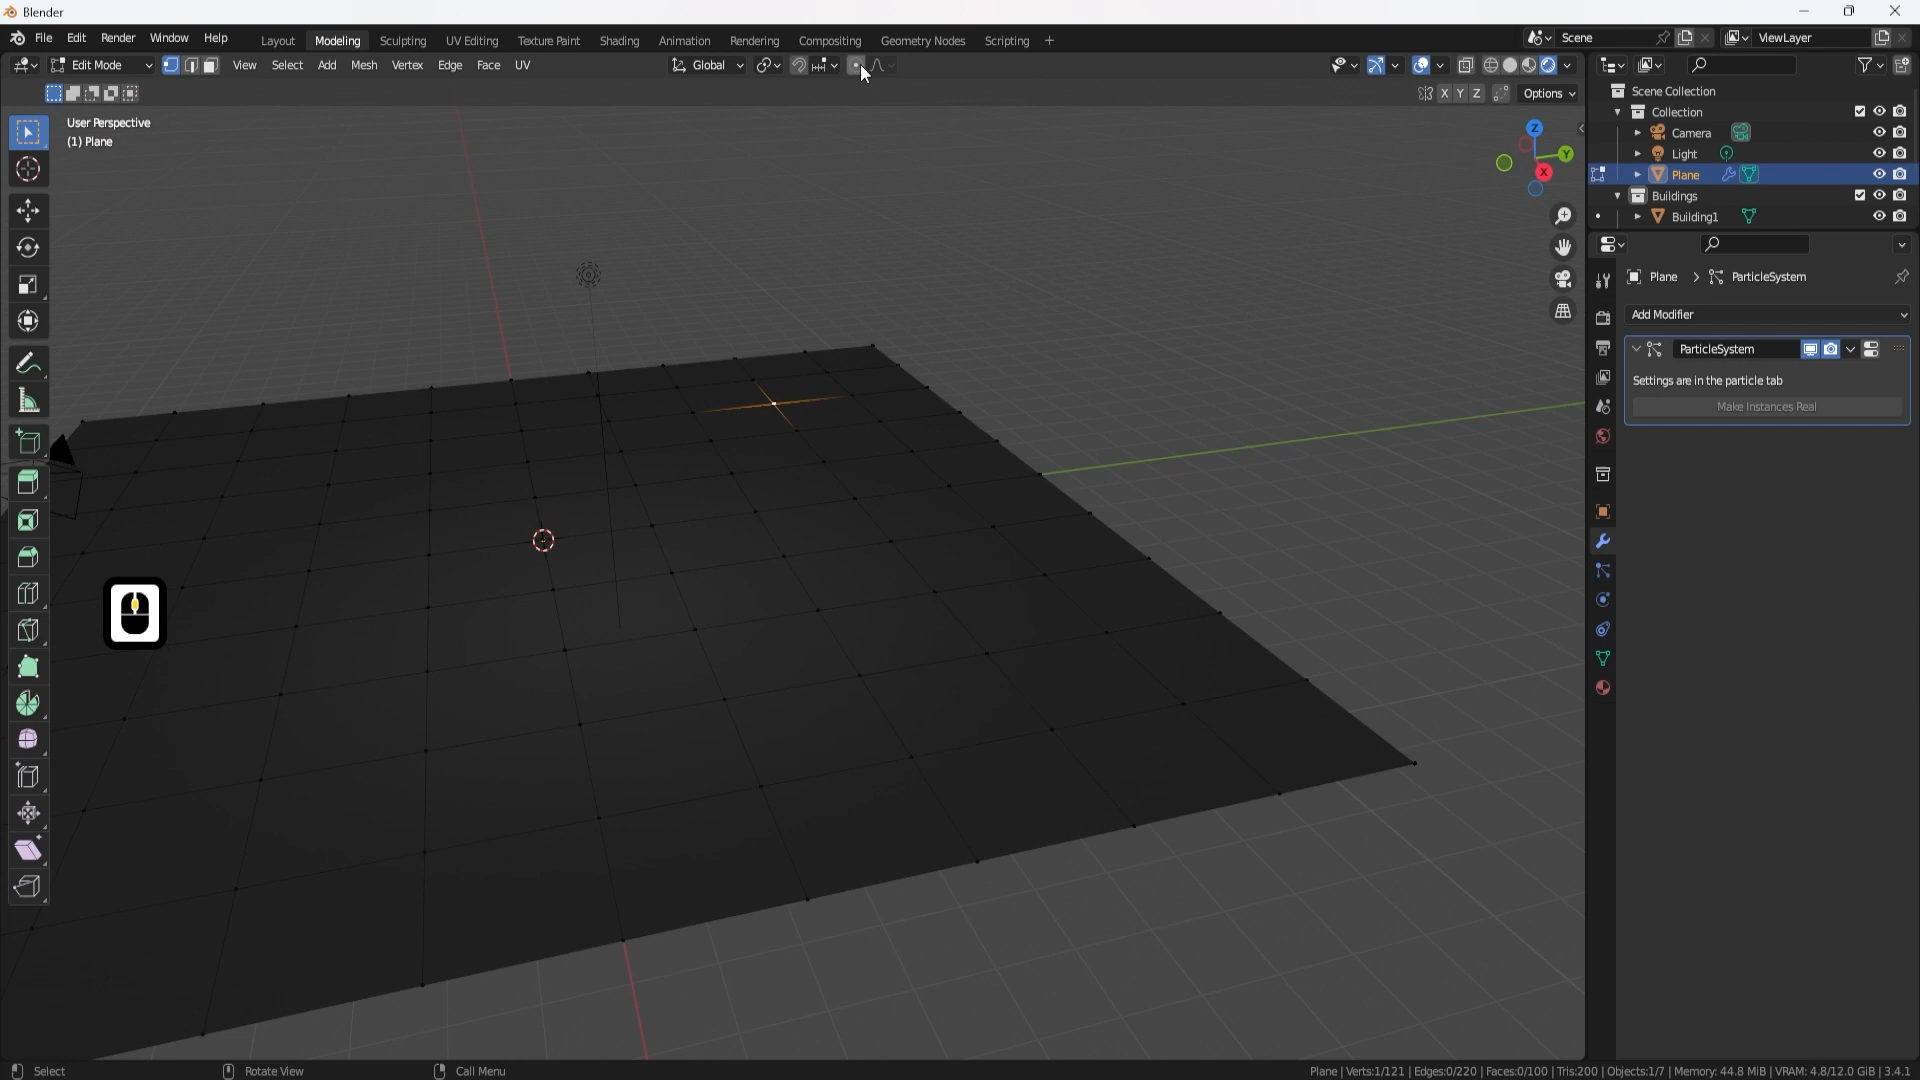 Blender
File Edit Render Window Help
Layout Modeling Sculpting UV Editing Texture Paint Shading Animation Rendering Compositing Geometry Nodes Scripting +
Scene
ViewLayer
Edit Mode
View Select Add Mesh Vertex Edge Face UV
Global
X Y Z
Options
User Perspective
(1) Plane
Z
Y
X
Scene Collection
Collection
Camera
Light
Plane
Buildings
Building1
Plane > ParticleSystem
Add Modifier
ParticleSystem
Settings are in the particle tab
Make Instances Real
Select
Rotate View
Call Menu
Plane | Verts:1/121 | Edges:0/220 | Faces:0/100 | Tris:200 | Objects:1/7 | Memory: 44.8 MiB | VRAM: 4.8/12.0 GiB | 3.4.1